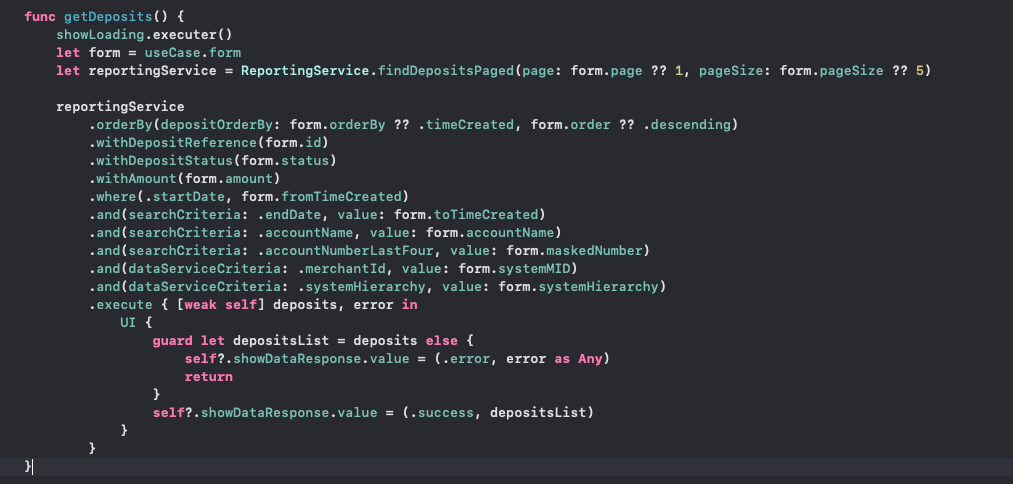 func getDeposits() {
    showLoading.executer()
    let form = useCase.form
    let reportingService = ReportingService.findDepositsPaged(page: form.page ?? 1, pageSize: form.pageSize ?? 5)

    reportingService
        .orderBy(depositOrderBy: form.orderBy ?? .timeCreated, form.order ?? .descending)
        .withDepositReference(form.id)
        .withDepositStatus(form.status)
        .withAmount(form.amount)
        .where(.startDate, form.fromTimeCreated)
        .and(searchCriteria: .endDate, value: form.toTimeCreated)
        .and(searchCriteria: .accountName, value: form.accountName)
        .and(searchCriteria: .accountNumberLastFour, value: form.maskedNumber)
        .and(dataServiceCriteria: .merchantId, value: form.systemMID)
        .and(dataServiceCriteria: .systemHierarchy, value: form.systemHierarchy)
        .execute { [weak self] deposits, error in
            UI {
                guard let depositsList = deposits else {
                    self?.showDataResponse.value = (.error, error as Any)
                    return
                }
                self?.showDataResponse.value = (.success, depositsList)
            }
        }
}